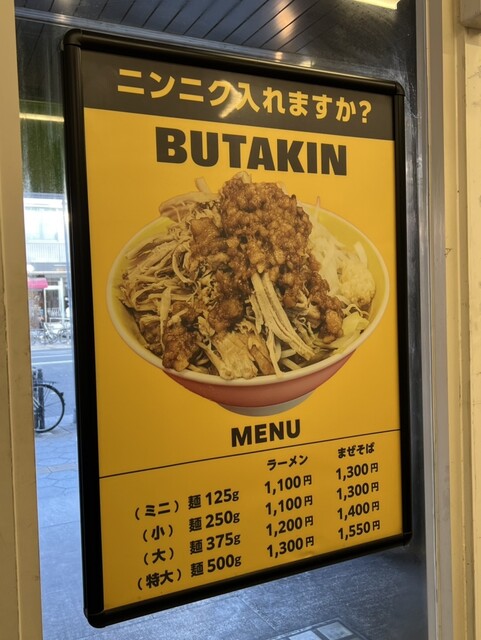 ニンニク入れますか？
BUTAKIN
MENU
ラーメン まぜそば
（ミニ）麺 125g 1,100円 1,300円
（小）麺 250g 1,100円 1,300円
（大）麺 375g 1,200円 1,400円
（特大）麺 500g 1,300円 1,550円